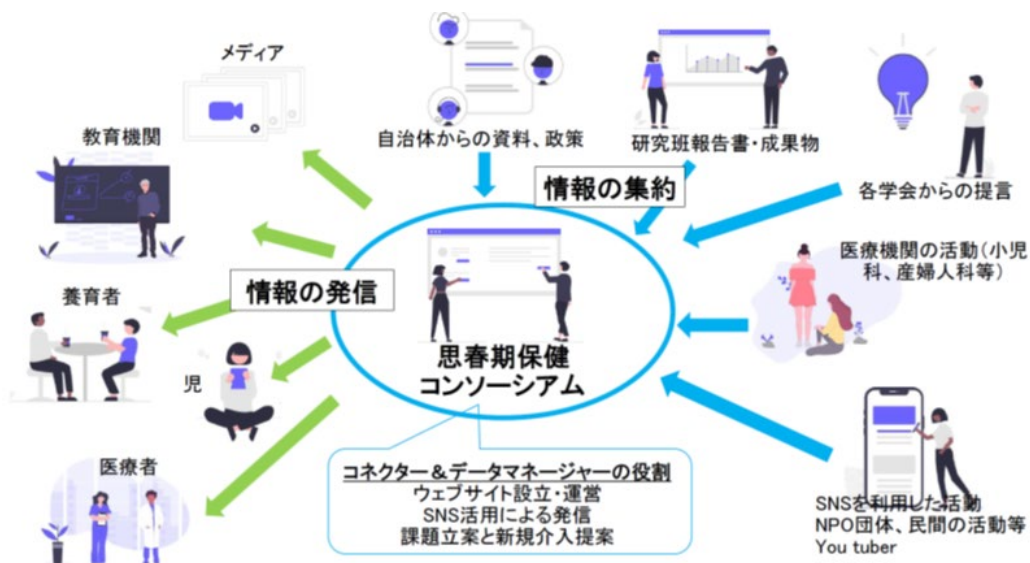 メディア
教育機関
自治体からの資料、政策
研究班報告書・成果物
情報の集約
各学会からの提言
医療機関の活動(小児
科、産婦人科等)
情報の発信
養育者
児
思春期保健
コンソーシアム
医療者
コネクター&データマネージャーの役割
ウェブサイト設立・運営
SNS活用による発信
課題立案と新規介入提案
SNSを利用した活動
NPO団体、民間の活動等
You tuber